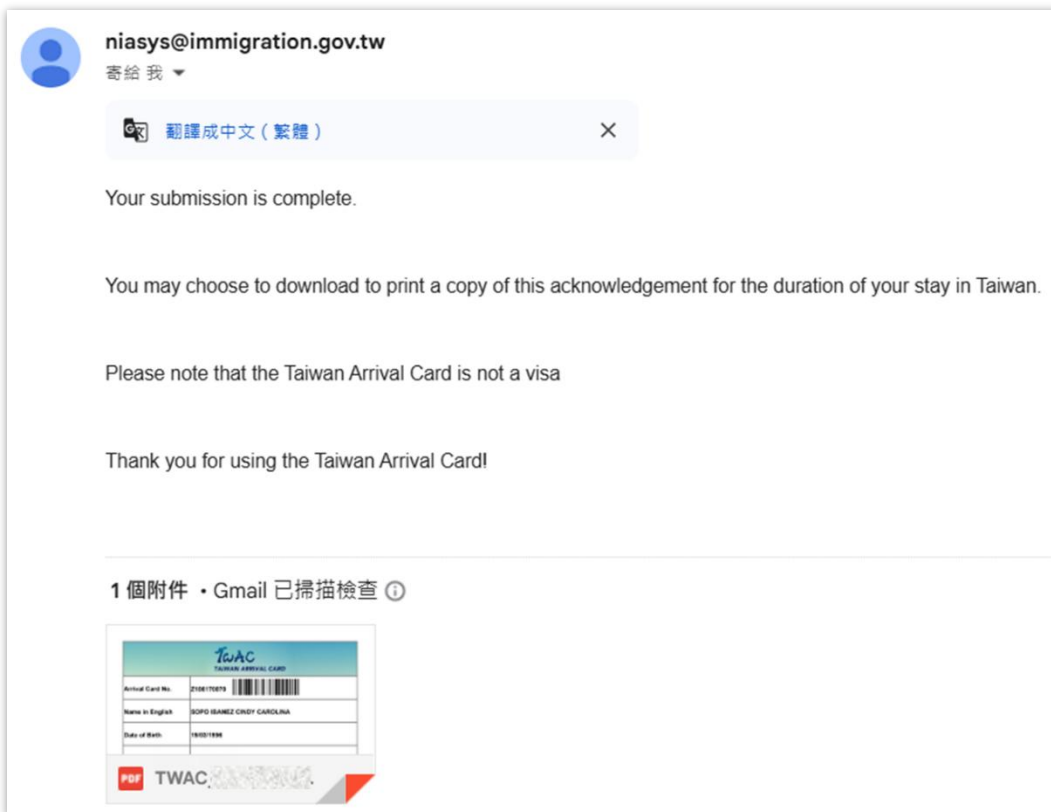 niasys@immigration.gov.tw
寄給 我
翻譯成中文（繁體）
Your submission is complete.
You may choose to download to print a copy of this acknowledgement for the duration of your stay in Taiwan.
Please note that the Taiwan Arrival Card is not a visa
Thank you for using the Taiwan Arrival Card!
1 個附件 • Gmail 已掃描檢查
TWAC
TAIWAN ARRIVAL CARD
Arrival Card No.
Name in English SOPO IBANEZ CINDY CAROLINA
Date of Birth
PDF TWAC